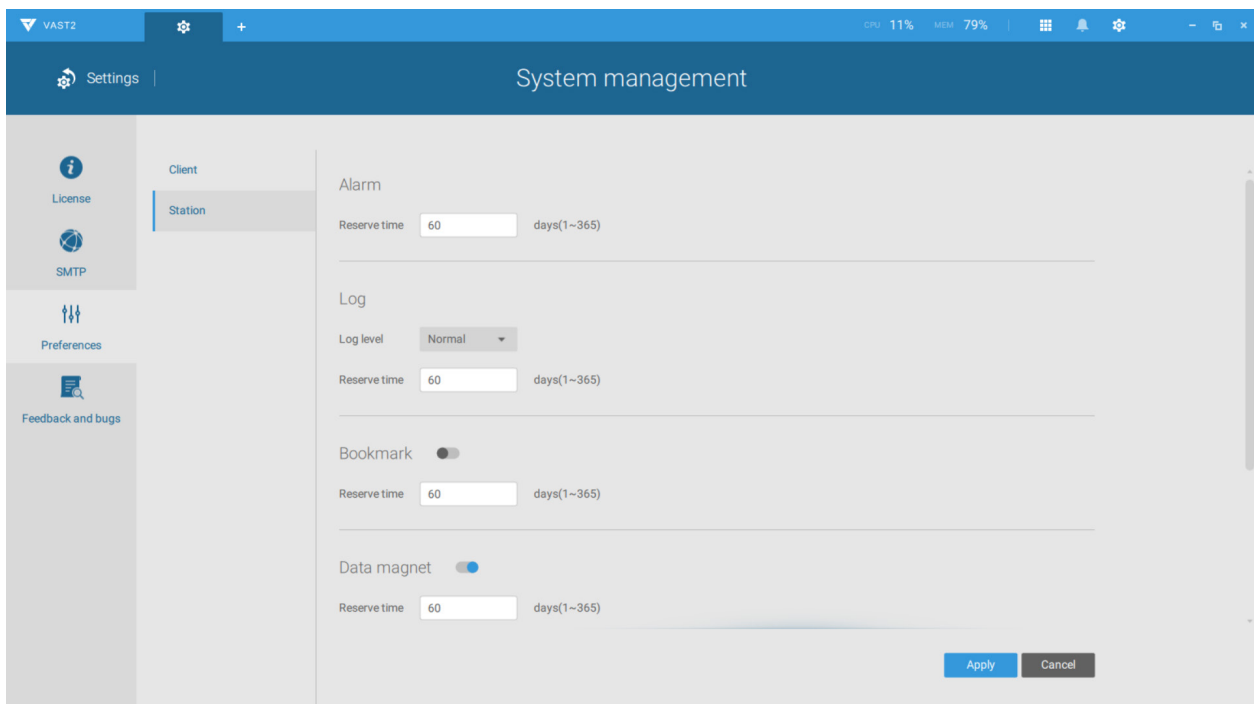 VAST2
+
CPU 11% MEM 79%
Settings
System management
License
SMTP
Preferences
Feedback and bugs
Client
Station
Alarm
Reserve time 60 days(1~365)
Log
Log level Normal
Reserve time 60 days(1~365)
Bookmark
Reserve time 60 days(1~365)
Data magnet
Reserve time 60 days(1~365)
Apply Cancel